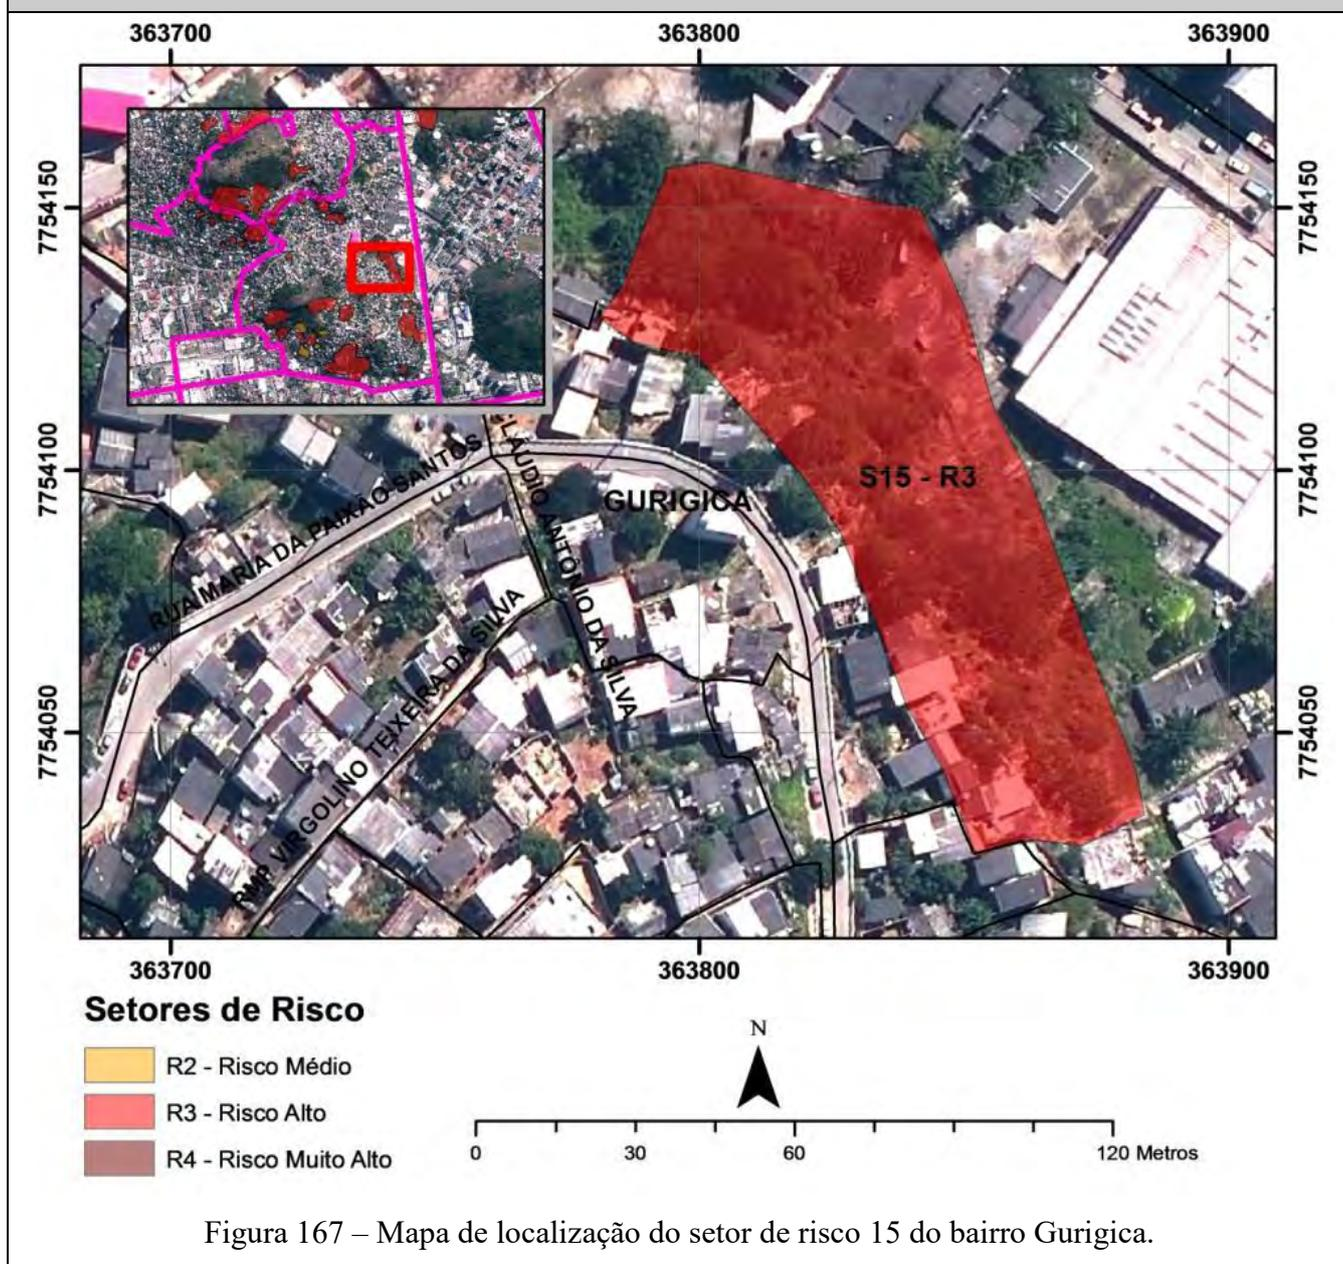 363700 363800 363900
7754150 7754150
7754100 7754100
7754050 7754050
CLÁUDIO ANTÔNIO DA SILVA
RUA MARIA DA PAIXÃO SANTOS
GURIGICA
S15 - R3
VIRGOLINO TEIXEIRA DA SILVA
363700 363800 363900
Setores de Risco
R2 - Risco Médio
R3 - Risco Alto
R4 - Risco Muito Alto
N
0 30 60 120 Metros
Figura 167 – Mapa de localização do setor de risco 15 do bairro Gurigica.